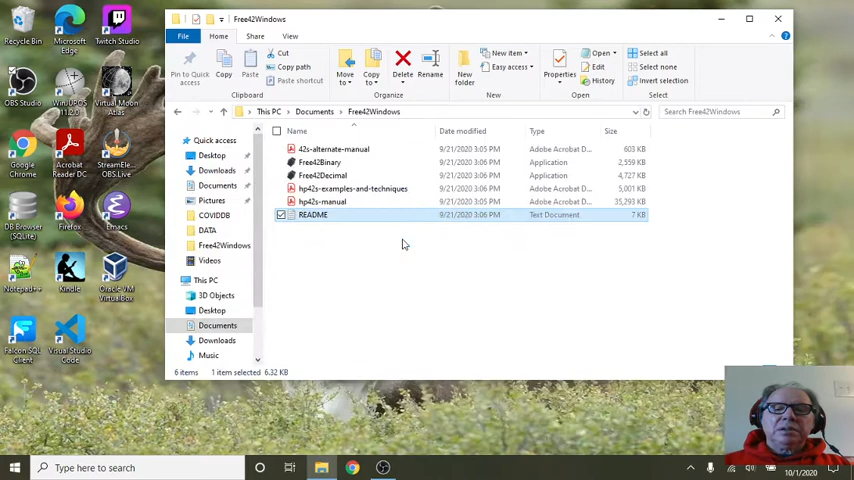 Free42Windows
File
Home
Share
View
Pin to Quick access
Copy
Paste
Cut
Copy path
Paste shortcut
Move to
Copy to
Delete
Rename
Organize
New folder
New item
Easy access
New
Properties
Open
Edit
History
Open
Select all
Select none
Invert selection
Select
This PC > Documents > Free42Windows
Search Free42Windows
Name
Date modified
Type
Size
42s-alternate-manual 9/21/2020 3:05 PM Adobe Acrobat D... 603 KB
Free42Binary 9/21/2020 3:06 PM Application 2,559 KB
Free42Decimal 9/21/2020 3:06 PM Application 4,727 KB
hp42s-examples-and-techniques 9/21/2020 3:06 PM Adobe Acrobat D... 5,001 KB
hp42s-manual 9/21/2020 3:05 PM Adobe Acrobat D... 35,293 KB
README 9/21/2020 3:06 PM Text Document 7 KB
Quick access
Desktop
Downloads
Documents
Pictures
COVIDDB
DATA
Free42Windows
Videos
This PC
3D Objects
Desktop
Documents
Downloads
Music
6 items 1 item selected 6.32 KB
Recycle Bin
Microsoft Edge
Twitch Studio
OBS Studio
WinJUPOS 11.2.0
Virtual Moon Atlas
Google Chrome
Acrobat Reader DC
StreamEle... OBS.Live
DB Browser (SQLite)
Firefox
Emacs
Notepad++
Kindle
Oracle VM VirtualBox
Falcon SQL Client
Visual Studio Code
Type here to search
10/1/2020